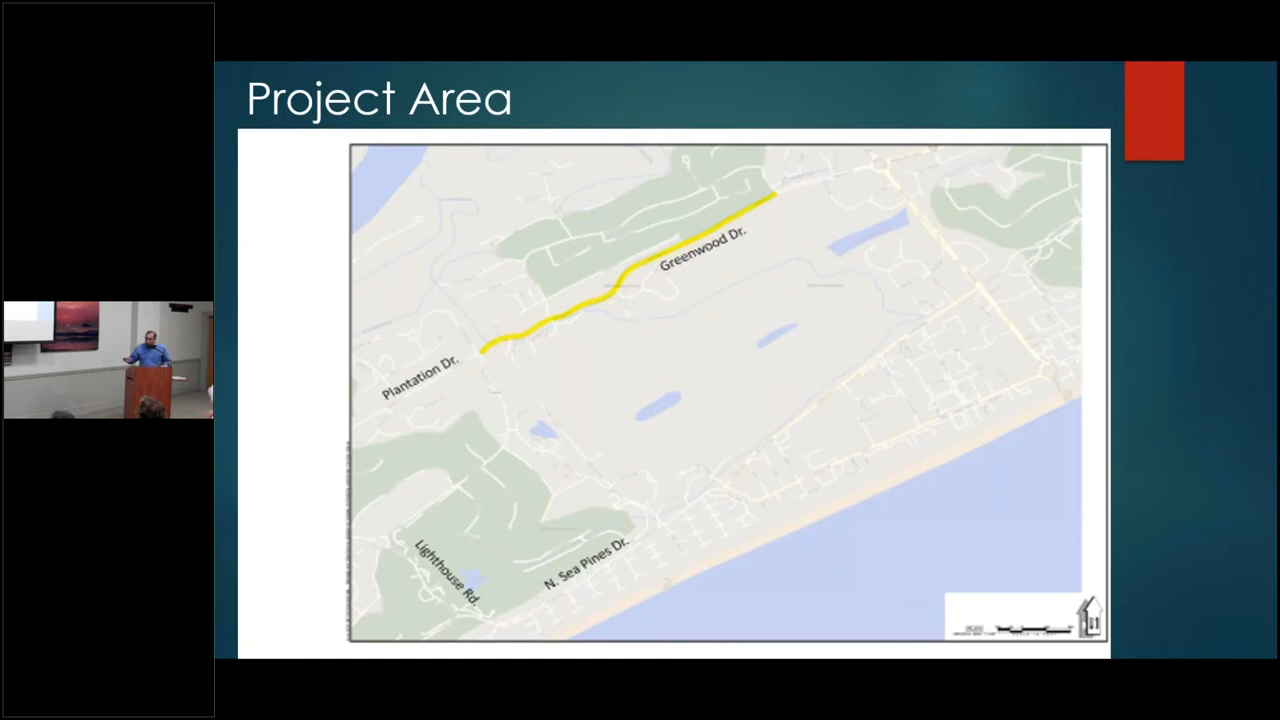 Project Area
Greenwood Dr.
Plantation Dr.
Lighthouse Rd.
N. Sea Pines Dr.